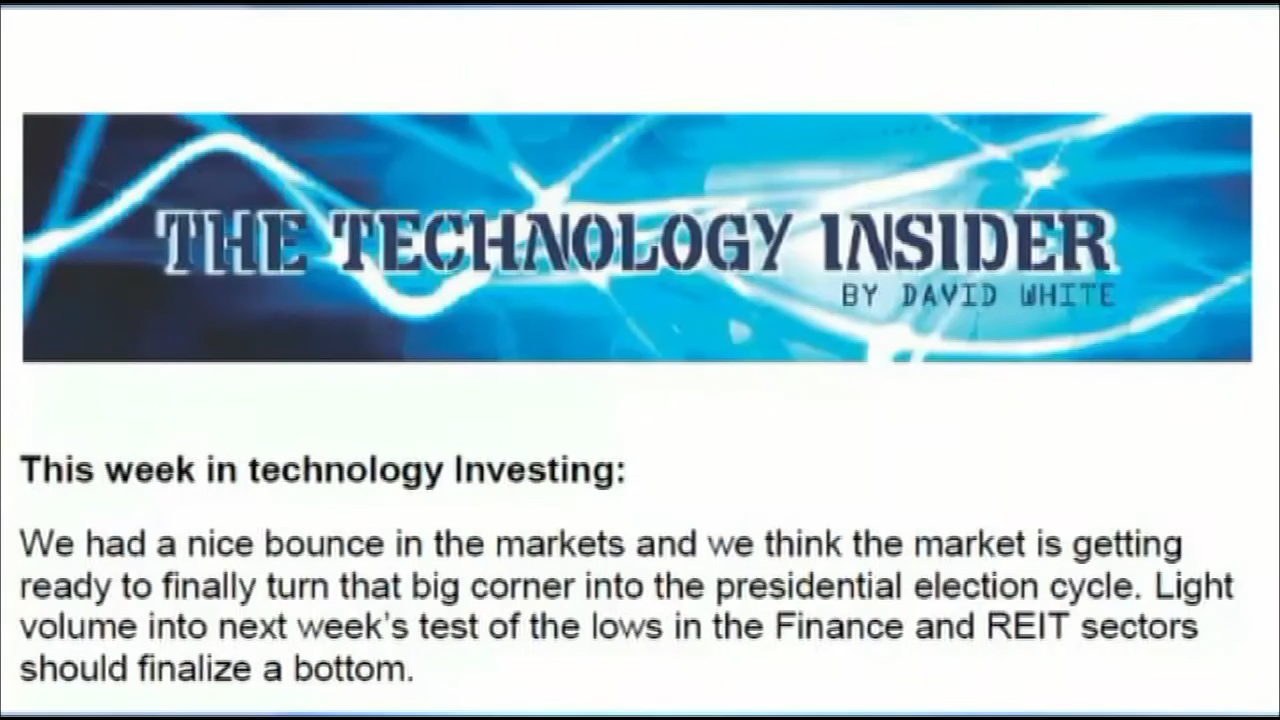 THE TECHNOLOGY INSIDER
BY DAVID WHITE
This week in technology Investing:
We had a nice bounce in the markets and we think the market is getting
ready to finally turn that big corner into the presidential election cycle. Light
volume into next week's test of the lows in the Finance and REIT sectors
should finalize a bottom.